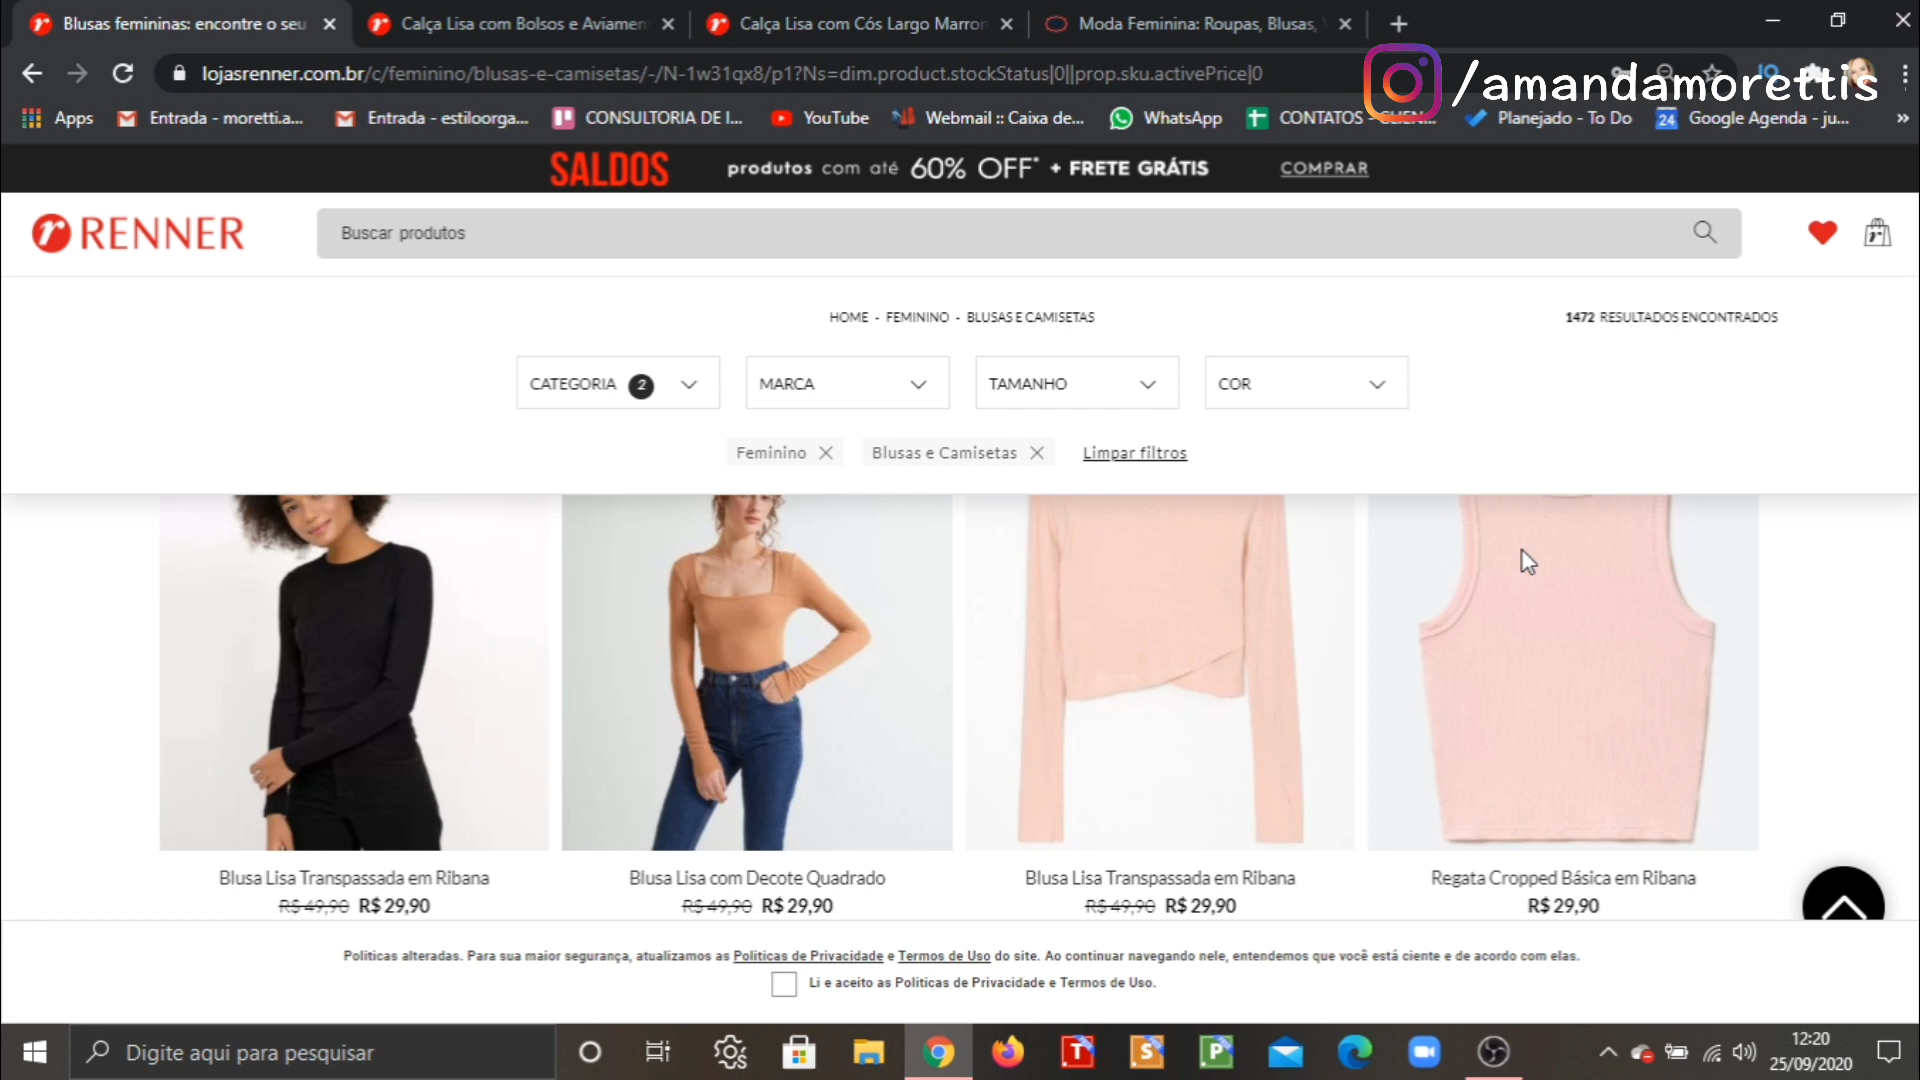 Blusas femininas: encontre o seu
Calça Lisa com Bolsos e Aviamen
Calça Lisa com Cós Largo Marron
Moda Feminina: Roupas, Blusas,
lojasrenner.com.br/c/feminino/blusas-e-camisetas/-/N-1w31qx8/p1?Ns=dim.product.stockStatus|0||prop.sku.activePrice|0
/amandamorettis
Apps
Entrada - moretti.a...
Entrada - estiloorga...
CONSULTORIA DE I...
YouTube
Webmail :: Caixa de...
WhatsApp
CONTATOS - CLIEN...
Planejado - To Do
24
Google Agenda - ju...
»
SALDOS produtos com até 60% OFF* + FRETE GRÁTIS COMPRAR
r RENNER
Buscar produtos
r
HOME - FEMININO - BLUSAS E CAMISETAS
1472 RESULTADOS ENCONTRADOS
CATEGORIA 2
MARCA
TAMANHO
COR
Feminino
Blusas e Camisetas
Limpar filtros
Blusa Lisa Transpassada em Ribana
R$ 49,90 R$ 29,90
Blusa Lisa com Decote Quadrado
R$ 49,90 R$ 29,90
Blusa Lisa Transpassada em Ribana
R$ 49,90 R$ 29,90
Regata Cropped Básica em Ribana
R$ 29,90
Politicas alteradas. Para sua maior segurança, atualizamos as Políticas de Privacidade e Termos de Uso do site. Ao continuar navegando nele, entendemos que você está ciente e de acordo com elas.
Li e aceito as Politicas de Privacidade e Termos de Uso.
Digite aqui para pesquisar
T
S
P
12:20
25/09/2020